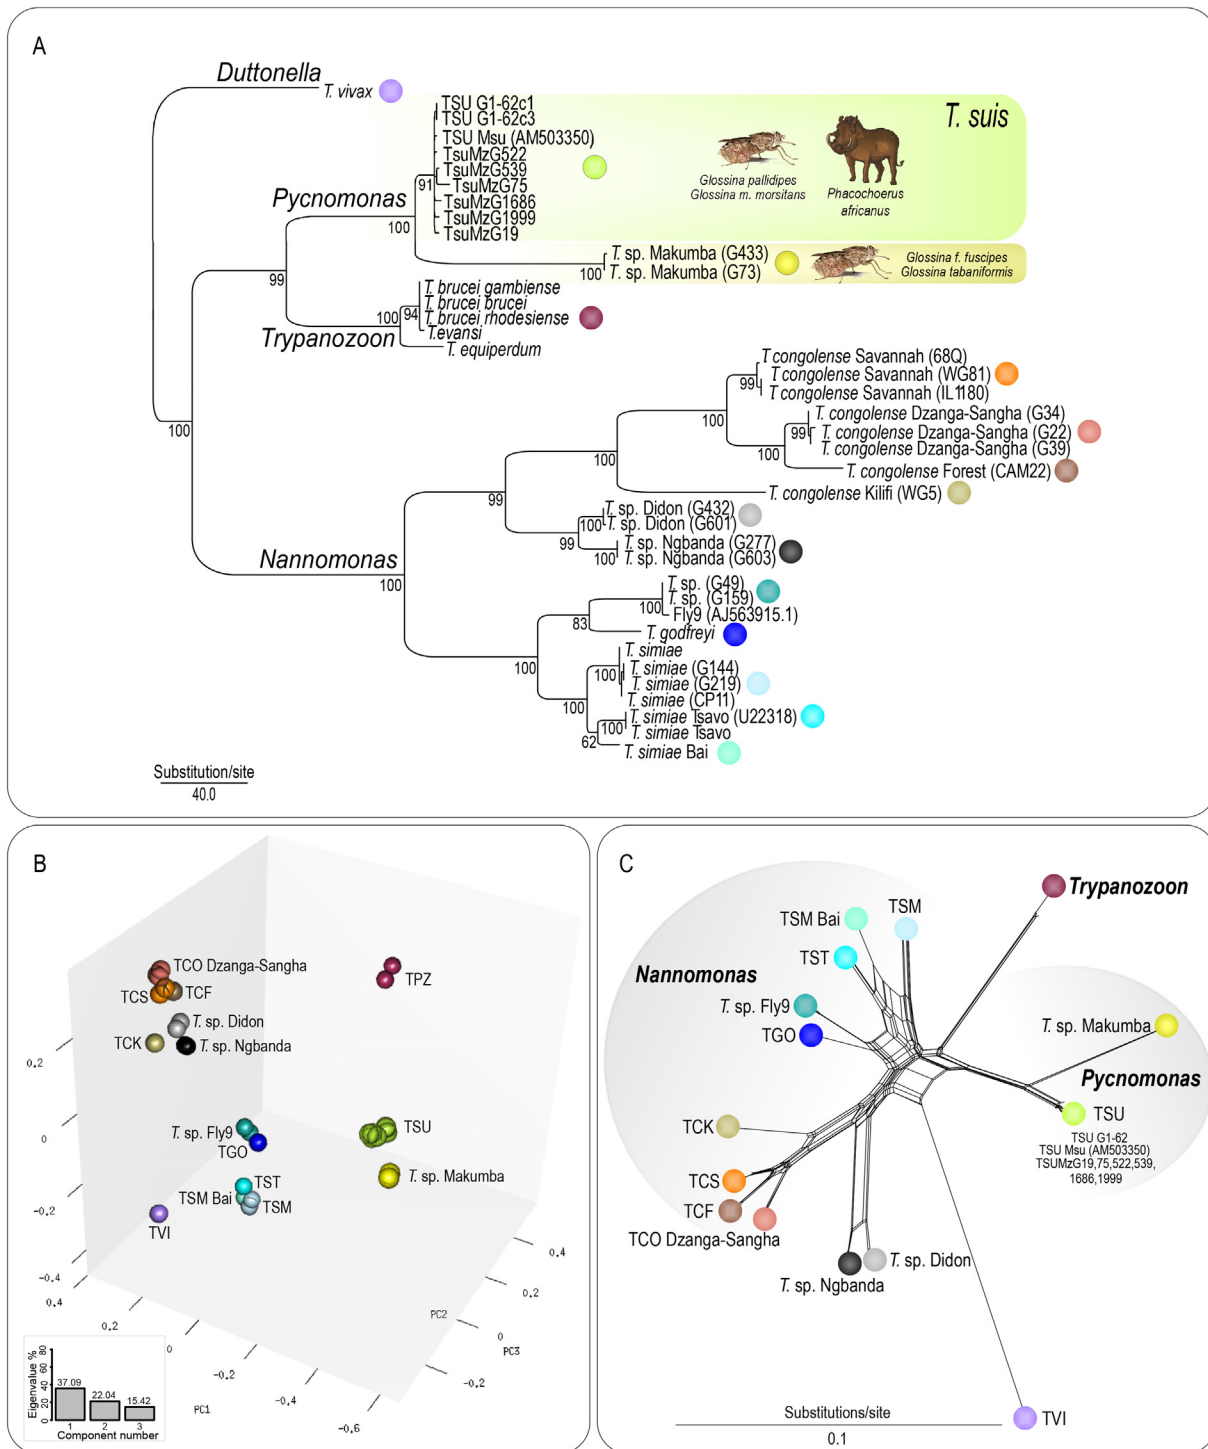 A
Duttonella
T. vivax
TSU G1-62c1
TSU G1-62c3
TSU Msu (AM503350)
TsuMzG522
TsuMzG539
TsuMzG75
TsuMzG1686
TsuMzG1999
TsuMzG19
T. suis
Glossina pallidipes
Glossina m. morsitans
Phacochoerus
africanus
91
Pycnomonas
100
T. sp. Makumba (G433)
T. sp. Makumba (G73)
100
Glossina f. fuscipes
Glossina tabaniformis
99
T. brucei gambiense
T. brucei brucei
T. brucei rhodesiense
T.evansi
T. equiperdum
100
94
Trypanozoon
100
T congolense Savannah (68Q)
T congolense Savannah (WG81)
T congolense Savannah (IL1180)
99
100
T. congolense Dzanga-Sangha (G34)
T. congolense Dzanga-Sangha (G22)
T. congolense Dzanga-Sangha (G39)
99
100
T. congolense Forest (CAM22)
100
T. congolense Kilifi (WG5)
99
T. sp. Didon (G432)
T. sp. Didon (G601)
100
99
T. sp. Ngbanda (G277)
T. sp. Ngbanda (G603)
100
Nannomonas
100
T. sp. (G49)
T. sp. (G159)
Fly9 (AJ563915.1)
100
83
T. godfreyi
100
T. simiae
T. simiae (G144)
T. simiae (G219)
T. simiae (CP11)
100
100
T. simiae Tsavo (U22318)
T. simiae Tsavo
100
62
T. simiae Bai
Substitution/site
40.0
B
TCO Dzanga-Sangha
TCS
TCF
TPZ
T. sp. Didon
TCK
T. sp. Ngbanda
T. sp. Fly9
TGO
TSU
TST
TSM Bai
TSM
T. sp. Makumba
TVI
0.2
0
-0.2
-0.4
0.4
0.2
0
-0.2
-0.4
-0.6
PC1
0.4
0.2
0
-0.2
PC2
PC3
Eigenvalue %
0 20 40 60 80
37.09
22.04
15.42
1 2 3
Component number
C
Trypanozoon
TSM Bai
TSM
TST
Nannomonas
T. sp. Fly9
TGO
T. sp. Makumba
Pycnomonas
TSU
TSU G1-62
TSU Msu (AM503350)
TSUMzG19,75,522,539,
1686,1999
TCK
TCS
TCF
TCO Dzanga-Sangha
T. sp. Didon
T. sp. Ngbanda
TVI
Substitutions/site
0.1